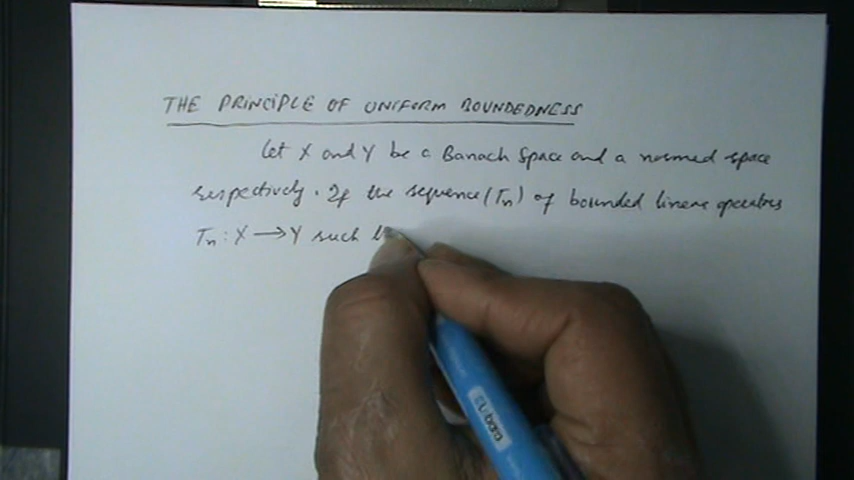 THE PRINCIPLE OF UNIFORM BOUNDEDNESS
Let X and Y be a Banach Space and a normed space
respectively. If the sequence (Tn) of bounded linear operators
Tn : X → Y such